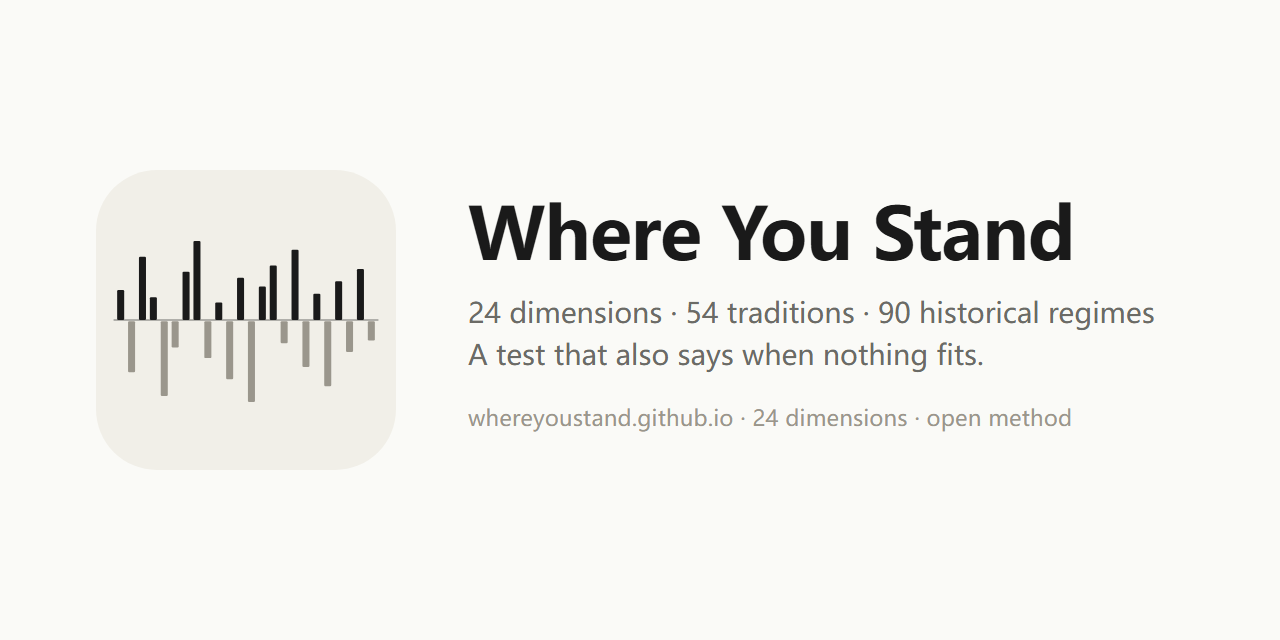 Where You Stand
24 dimensions · 54 traditions · 90 historical regimes
A test that also says when nothing fits.
whereyoustand.github.io · 24 dimensions · open method